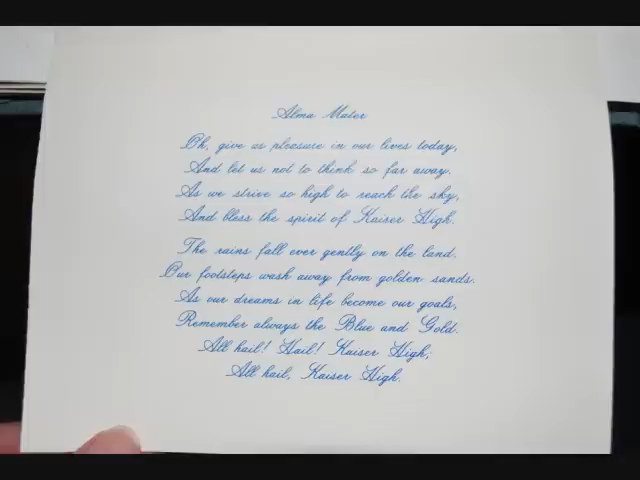 Alma Mater
Oh, give us pleasure in our lives today,
And let us not to think so far away.
As we strive so high to reach the sky,
And bless the spirit of Kaiser High.
The rains fall ever gently on the land.
Our footsteps wash away from golden sands.
As our dreams in life become our goals,
Remember always the Blue and Gold.
All hail! Hail! Kaiser High;
All hail, Kaiser High.